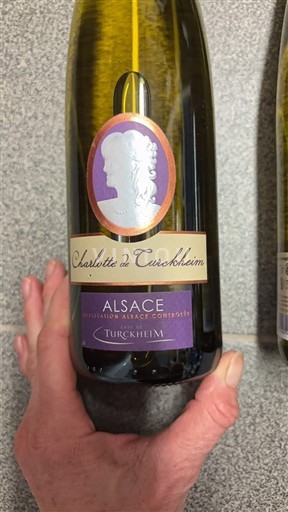 Charlotte de Turckheim
ALSACE
APPELLATION ALSACE CONTRÔLÉE
CAVE DE
TURCKHEIM